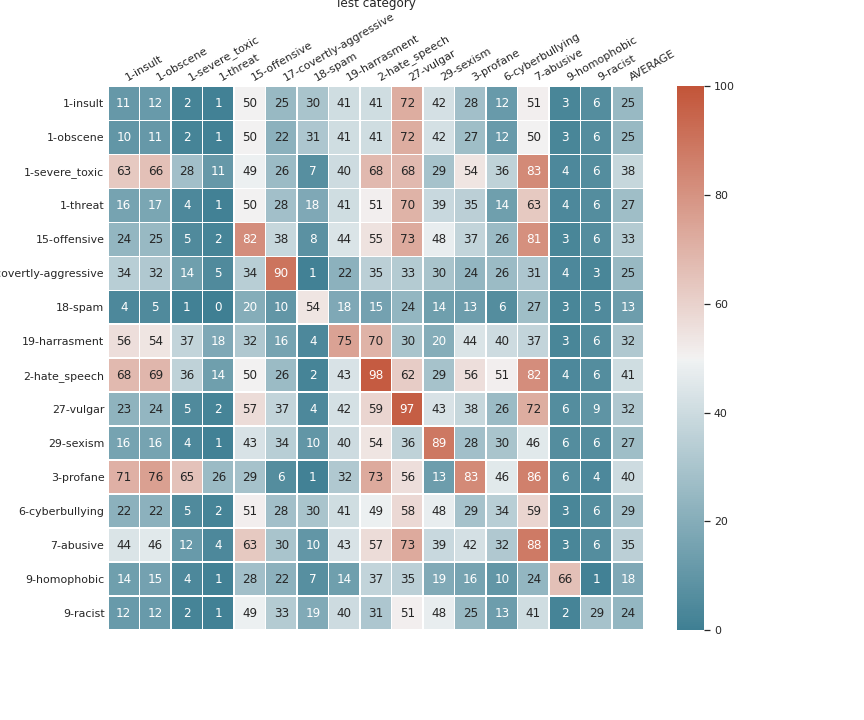 Test category
1-insult 1-obscene 1-severe_toxic 1-threat 15-offensive 17-covertly-aggressive 18-spam 19-harrasment 2-hate_speech 27-vulgar 29-sexism 3-profane 6-cyberbullying 7-abusive 9-homophobic 9-racist AVERAGE
1-insult 11 12 2 1 50 25 30 41 41 72 42 28 12 51 3 6 25
1-obscene 10 11 2 1 50 22 31 41 41 72 42 27 12 50 3 6 25
1-severe_toxic 63 66 28 11 49 26 7 40 68 68 29 54 36 83 4 6 38
1-threat 16 17 4 1 50 28 18 41 51 70 39 35 14 63 4 6 27
15-offensive 24 25 5 2 82 38 8 44 55 73 48 37 26 81 3 6 33
covertly-aggressive 34 32 14 5 34 90 1 22 35 33 30 24 26 31 4 3 25
18-spam 4 5 1 0 20 10 54 18 15 24 14 13 6 27 3 5 13
19-harrasment 56 54 37 18 32 16 4 75 70 30 20 44 40 37 3 6 32
2-hate_speech 68 69 36 14 50 26 2 43 98 62 29 56 51 82 4 6 41
27-vulgar 23 24 5 2 57 37 4 42 59 97 43 38 26 72 6 9 32
29-sexism 16 16 4 1 43 34 10 40 54 36 89 28 30 46 6 6 27
3-profane 71 76 65 26 29 6 1 32 73 56 13 83 46 86 6 4 40
6-cyberbullying 22 22 5 2 51 28 30 41 49 58 48 29 34 59 3 6 29
7-abusive 44 46 12 4 63 30 10 43 57 73 39 42 32 88 3 6 35
9-homophobic 14 15 4 1 28 22 7 14 37 35 19 16 10 24 66 1 18
9-racist 12 12 2 1 49 33 19 40 31 51 48 25 13 41 2 29 24
100
80
60
40
20
0